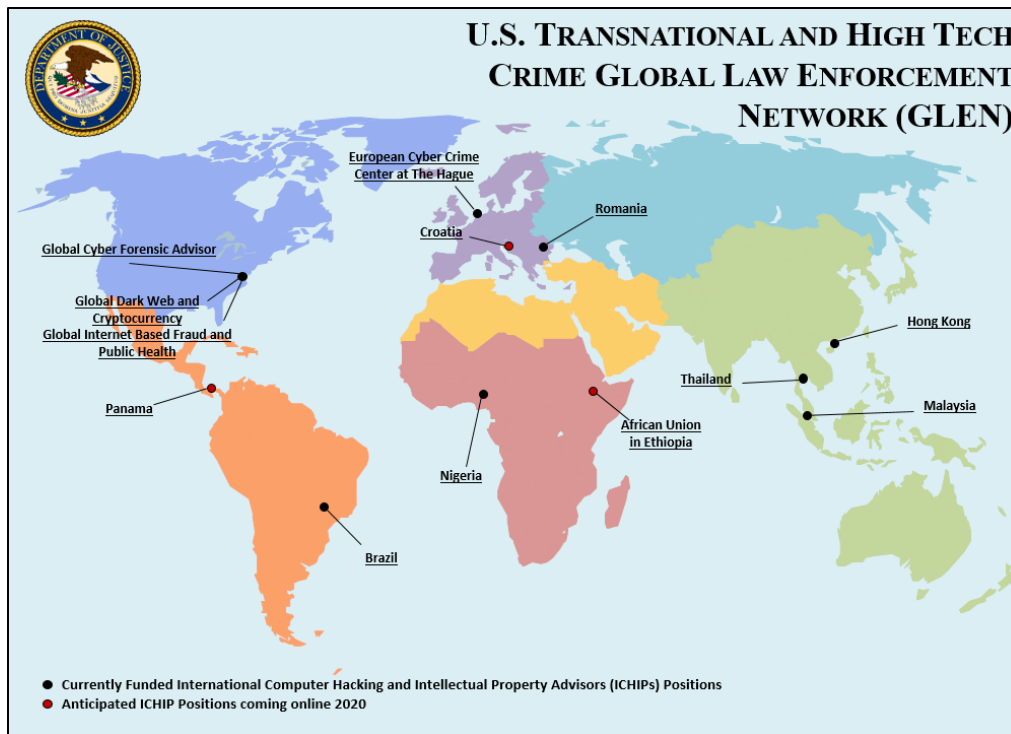 U.S. TRANSNATIONAL AND HIGH TECH
CRIME GLOBAL LAW ENFORCEMENT
NETWORK (GLEN)
DEPARTMENT OF JUSTICE
European Cyber Crime
Center at The Hague
Romania
Croatia
Global Cyber Forensic Advisor
Global Dark Web and
Cryptocurrency
Global Internet Based Fraud and
Public Health
Hong Kong
Thailand
Malaysia
Panama
African Union
in Ethiopia
Nigeria
Brazil
Currently Funded International Computer Hacking and Intellectual Property Advisors (ICHIPs) Positions
Anticipated ICHIP Positions coming online 2020